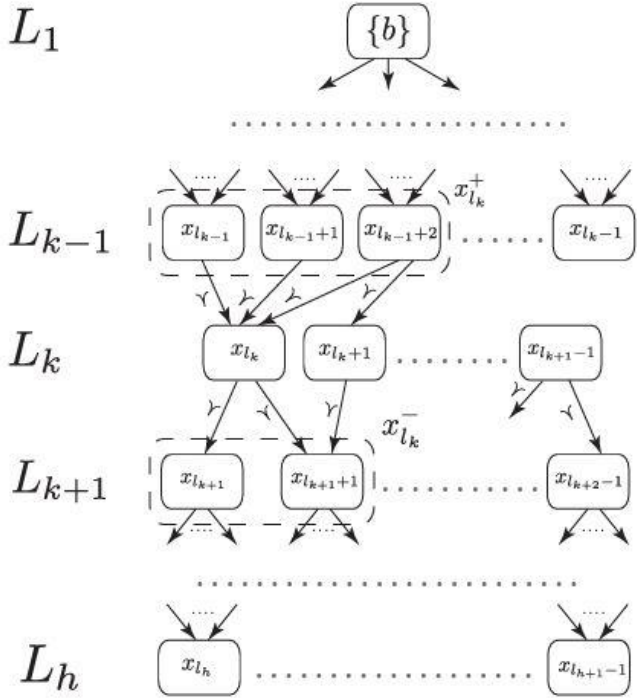 L₁ {b}
.... .... .... x⁺_{l_k} ....
L_{k−1} x_{l_{k−1}} x_{l_{k−1}+1} x_{l_{k−1}+2} ...... x_{l_k−1}
≻ ≻ ≻ ≻
L_k x_{l_k} x_{l_k+1} ........ x_{l_{k+1}−1}
≻ ≻ ≻ x⁻_{l_k} ≻ ≻
L_{k+1} x_{l_{k+1}} x_{l_{k+1}+1} ........ x_{l_{k+2}−1}
.... .... ....
.... ....
L_h x_{l_h} ........ x_{l_{h+1}−1}